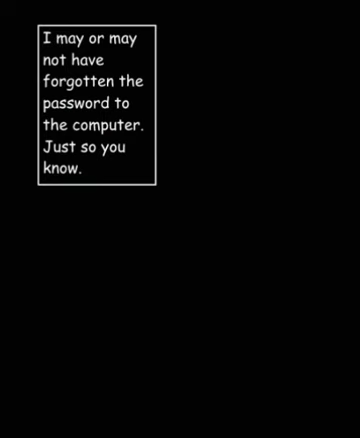 I may or may
not have
forgotten the
password to
the computer.
Just so you
know.